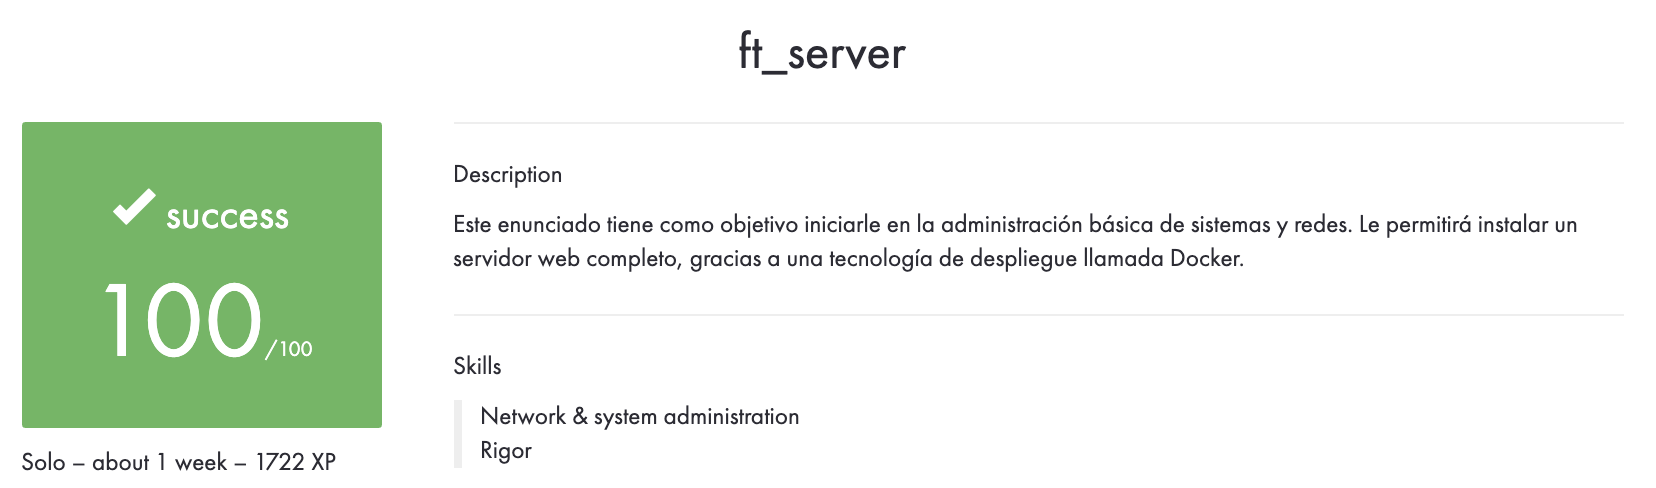 ft_server
success
100/100
Solo – about 1 week – 1722 XP
Description
Este enunciado tiene como objetivo iniciarle en la administración básica de sistemas y redes. Le permitirá instalar un
servidor web completo, gracias a una tecnología de despliegue llamada Docker.
Skills
Network & system administration
Rigor